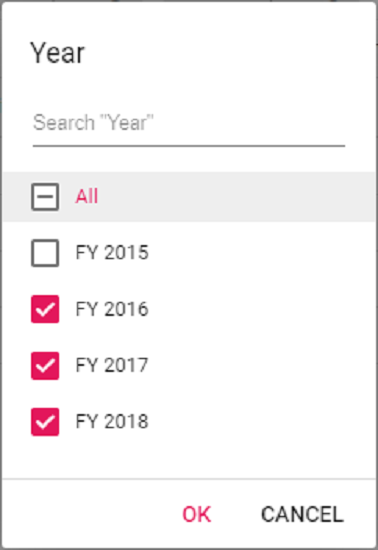 Year
Search "Year"
All
FY 2015
FY 2016
FY 2017
FY 2018
OK CANCEL